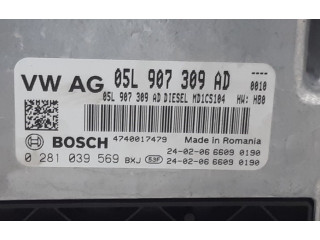 VW AG 05L 907 309 AD ----
05L 907 309 AD DIESEL MD1CS104 0010
HW: H80
BOSCH 4740017479 Made in Romania
0 281 039 569 BXJ 24-02-06 6609 0190
24-02-06 6609 0190